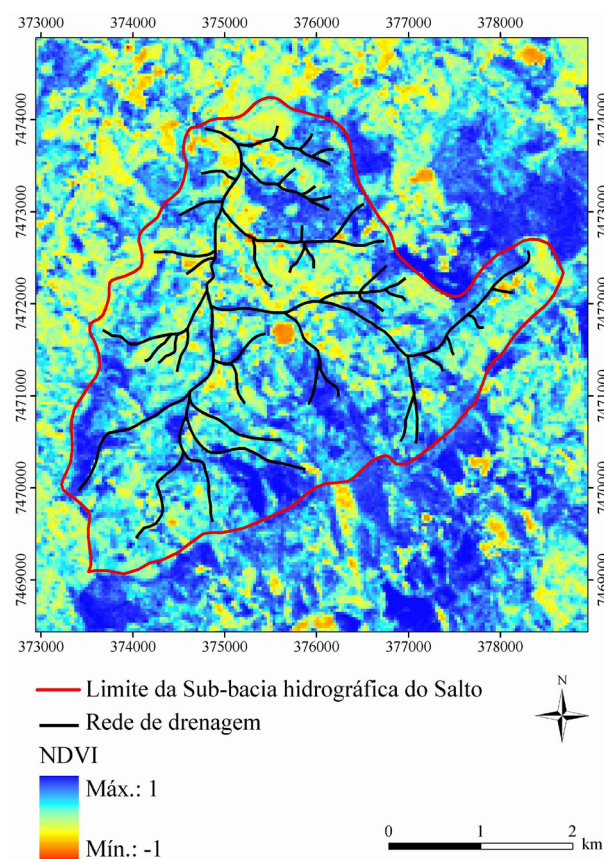 373000 374000 375000 376000 377000 378000
7474000 7474000
7473000 7473000
7472000 7472000
7471000 7471000
7470000 7470000
7469000 7469000
373000 374000 375000 376000 377000 378000
Limite da Sub-bacia hidrográfica do Salto
N
Rede de drenagem
NDVI
Máx.: 1
Mín.: -1
0 1 2
km